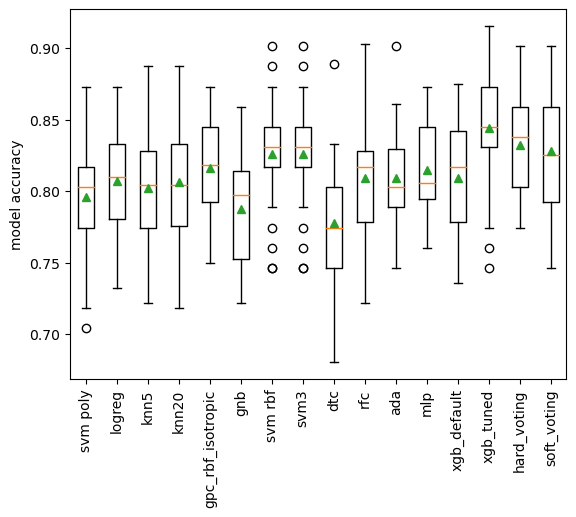 model accuracy
0.90
0.85
0.80
0.75
0.70
svm poly
logreg
knn5
knn20
gpc_rbf_isotropic
gnb
svm rbf
svm3
dtc
rfc
ada
mlp
xgb_default
xgb_tuned
hard_voting
soft_voting